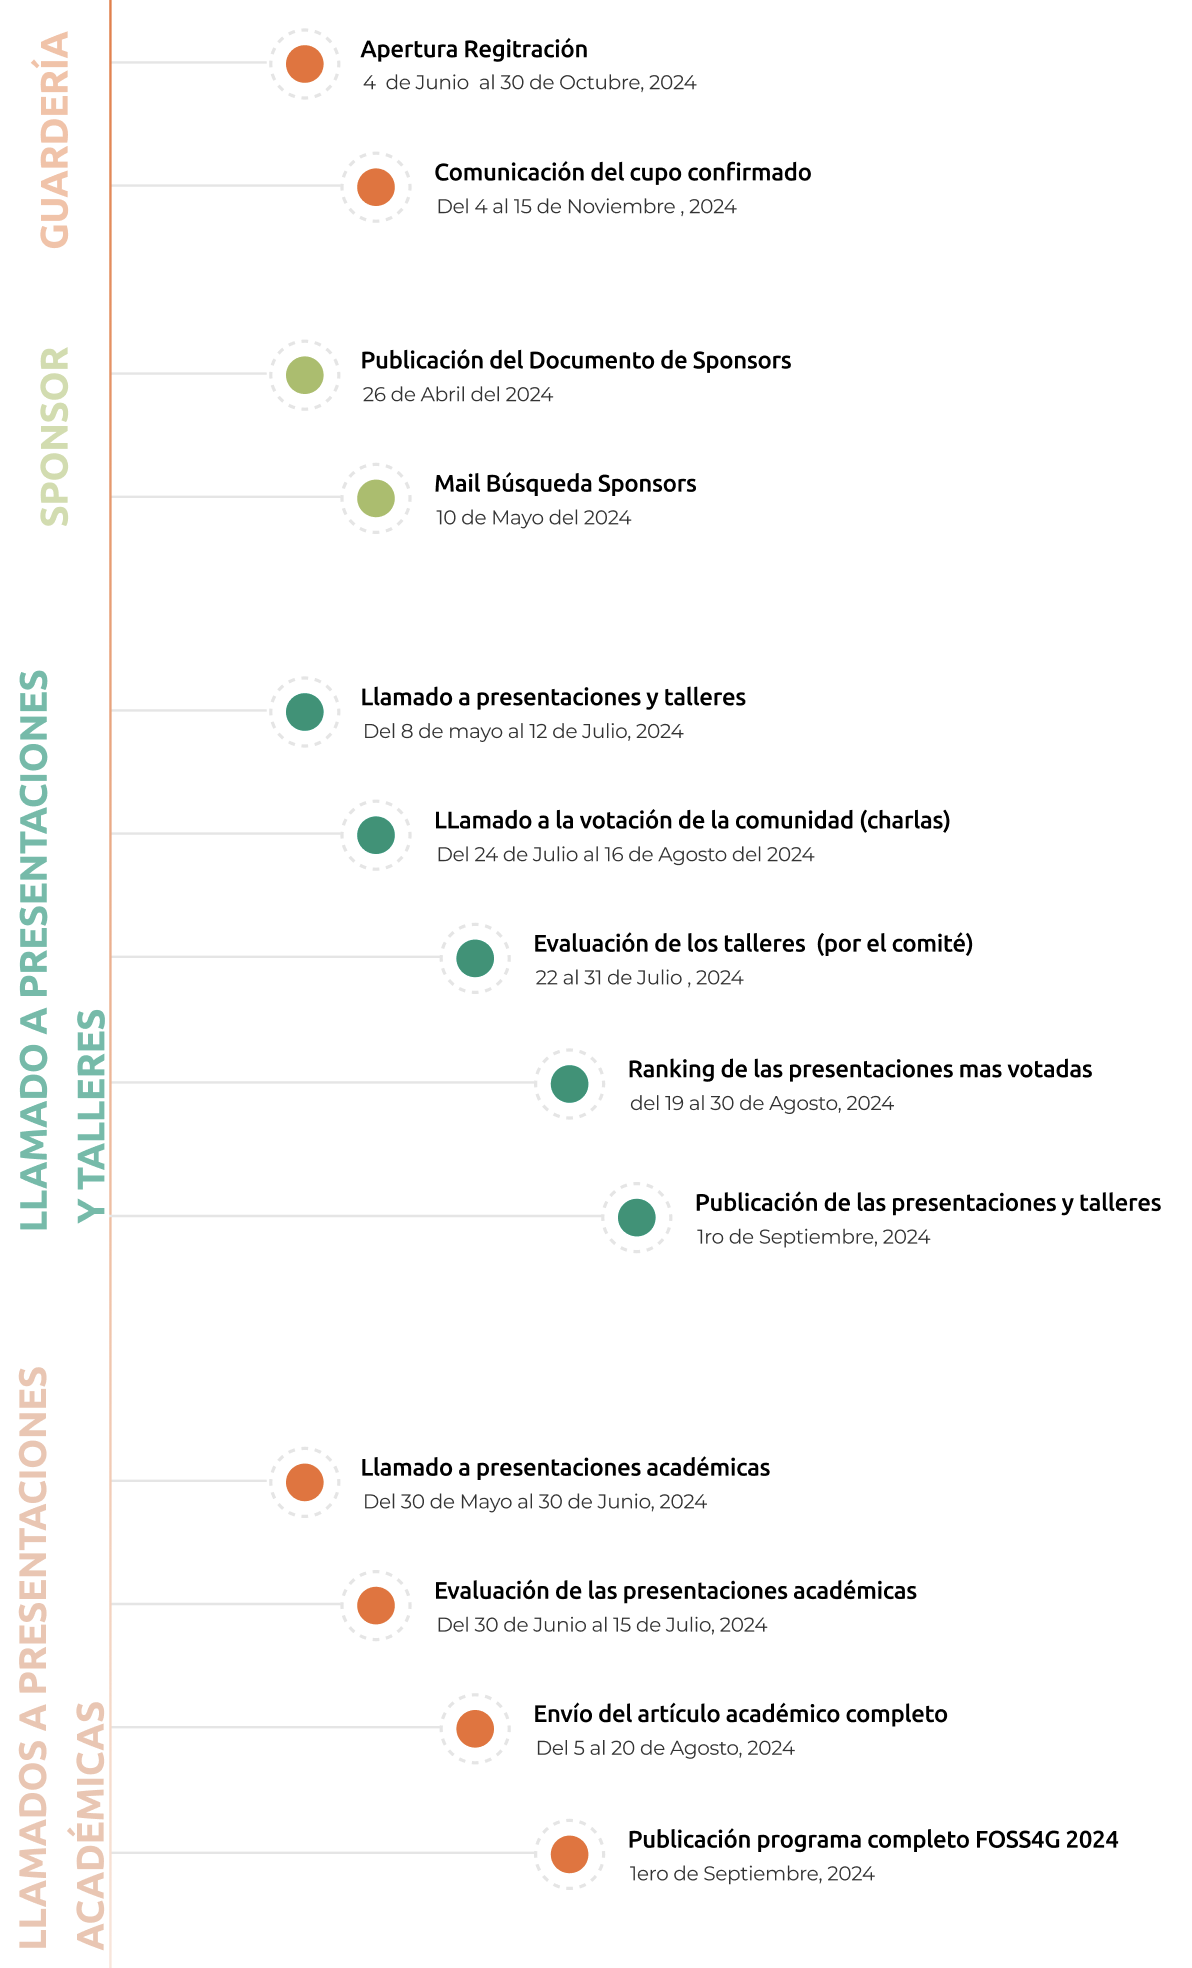 GUARDERÍA
Apertura Regitración
4 de Junio al 30 de Octubre, 2024
Comunicación del cupo confirmado
Del 4 al 15 de Noviembre , 2024
SPONSOR
Publicación del Documento de Sponsors
26 de Abril del 2024
Mail Búsqueda Sponsors
10 de Mayo del 2024
LLAMADO A PRESENTACIONES
Y TALLERES
Llamado a presentaciones y talleres
Del 8 de mayo al 12 de Julio, 2024
LLamado a la votación de la comunidad (charlas)
Del 24 de Julio al 16 de Agosto del 2024
Evaluación de los talleres (por el comité)
22 al 31 de Julio , 2024
Ranking de las presentaciones mas votadas
del 19 al 30 de Agosto, 2024
Publicación de las presentaciones y talleres
1ro de Septiembre, 2024
LLAMADOS A PRESENTACIONES
ACADÉMICAS
Llamado a presentaciones académicas
Del 30 de Mayo al 30 de Junio, 2024
Evaluación de las presentaciones académicas
Del 30 de Junio al 15 de Julio, 2024
Envío del artículo académico completo
Del 5 al 20 de Agosto, 2024
Publicación programa completo FOSS4G 2024
1ero de Septiembre, 2024